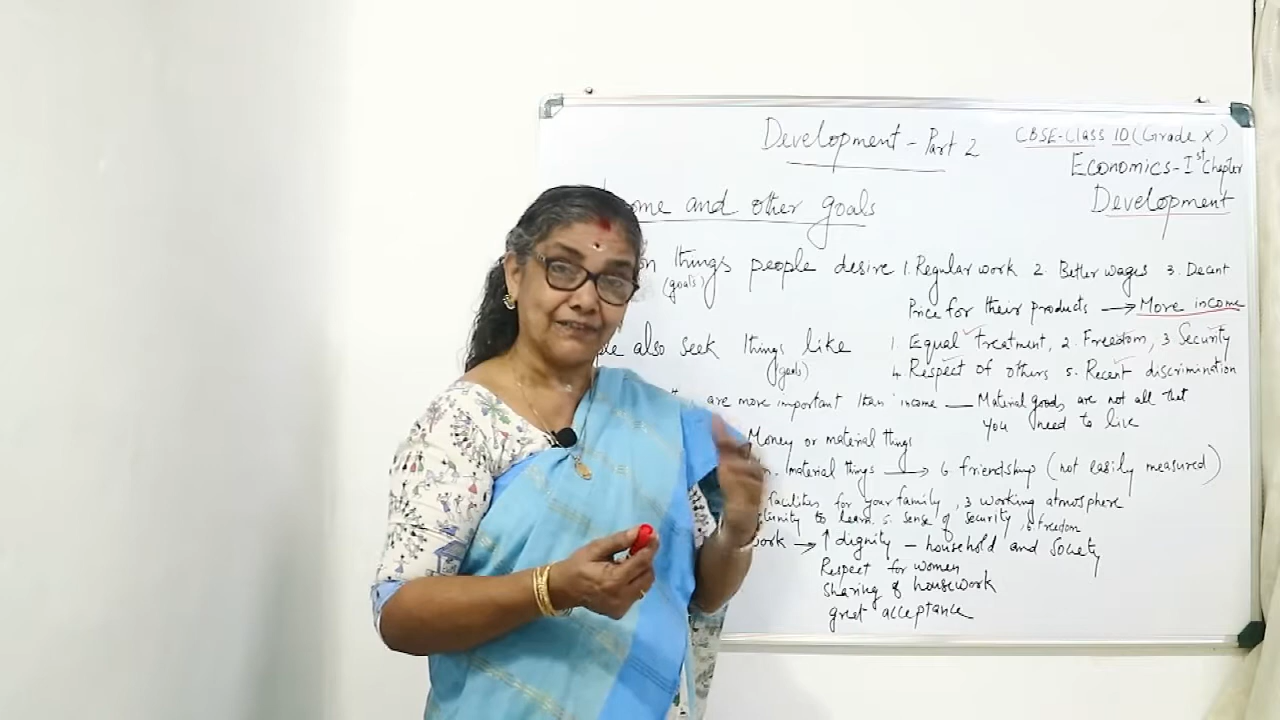 Development - Part 2
CBSE-Class 10 (Grade X)
Economics - Ist Chapter
Development
and other goals
things people desire 1. Regular work 2. Better wages 3. Decent
(goals)
Price for their products → More income
also seek things like 1. Equal Treatment, 2. Freedom, 3 Security
(goals)
4. Respect of others 5. Recent discrimination
are more important than income — Material goods are not all that
you need to live
Money or material things
material things → 6 friendship (not easily measured)
facilities for your family, 3 working atmosphere
to learn 5. sense of security, 6 Freedom
→ ↑ dignity - household and Society
Respect for women
Sharing of housework
acceptance